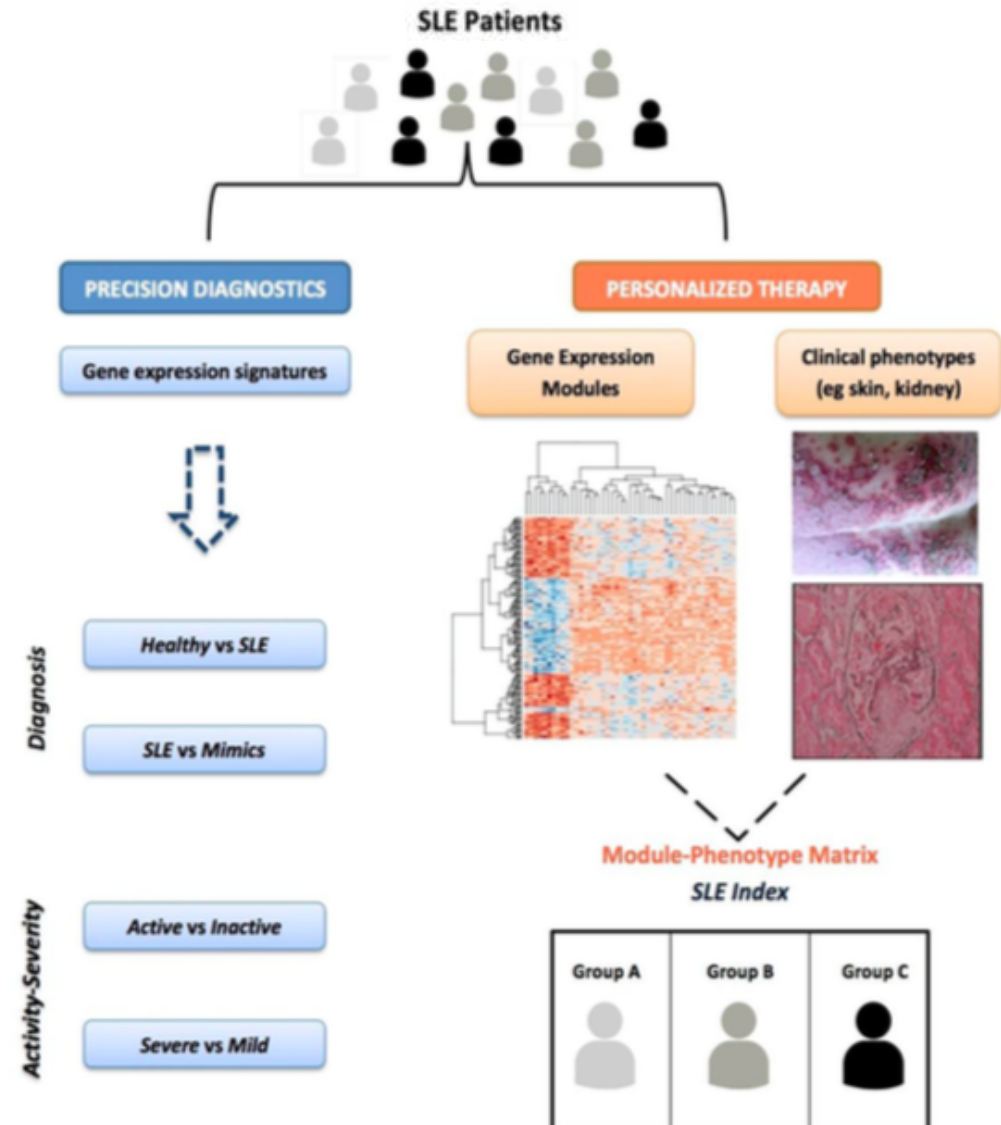 SLE Patients
PRECISION DIAGNOSTICS
Gene expression signatures
Diagnosis
Healthy vs SLE
SLE vs Mimics
Activity-Severity
Active vs Inactive
Severe vs Mild
PERSONALIZED THERAPY
Gene Expression
Modules
Clinical phenotypes
(eg skin, kidney)
Module-Phenotype Matrix
SLE Index
Group A
Group B
Group C